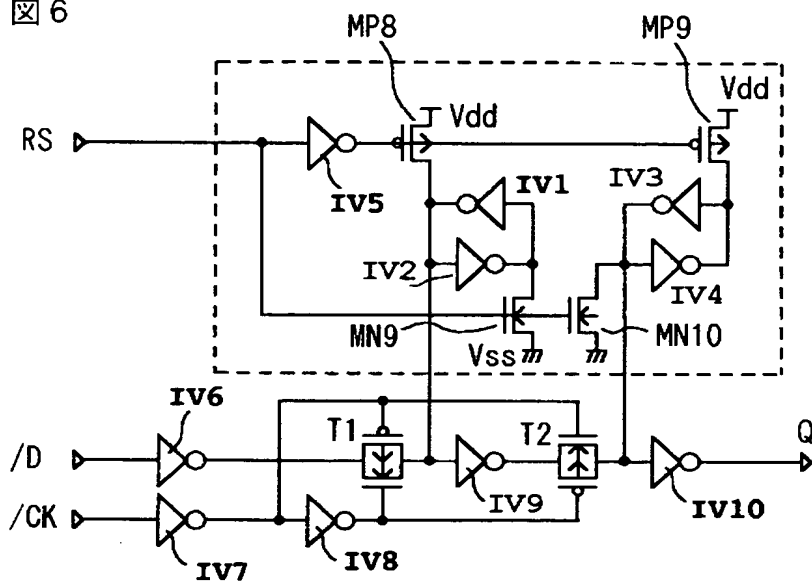 図6
MP8
MP9
Vdd
Vdd
RS
IV5
IV1
IV3
IV2
IV4
MN9
Vss
MN10
IV6
T1
T2
Q
/D
IV9
IV10
/CK
IV7
IV8